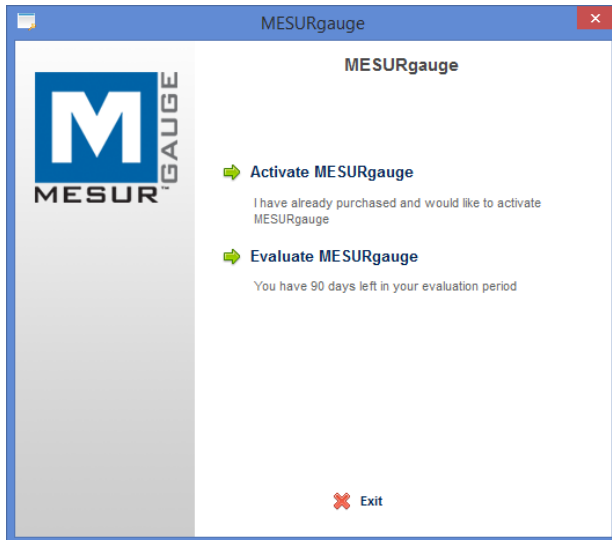 MESURgauge
MESURgauge
M
GAUGE
MESUR™
Activate MESURgauge
I have already purchased and would like to activate
MESURgauge
Evaluate MESURgauge
You have 90 days left in your evaluation period
Exit